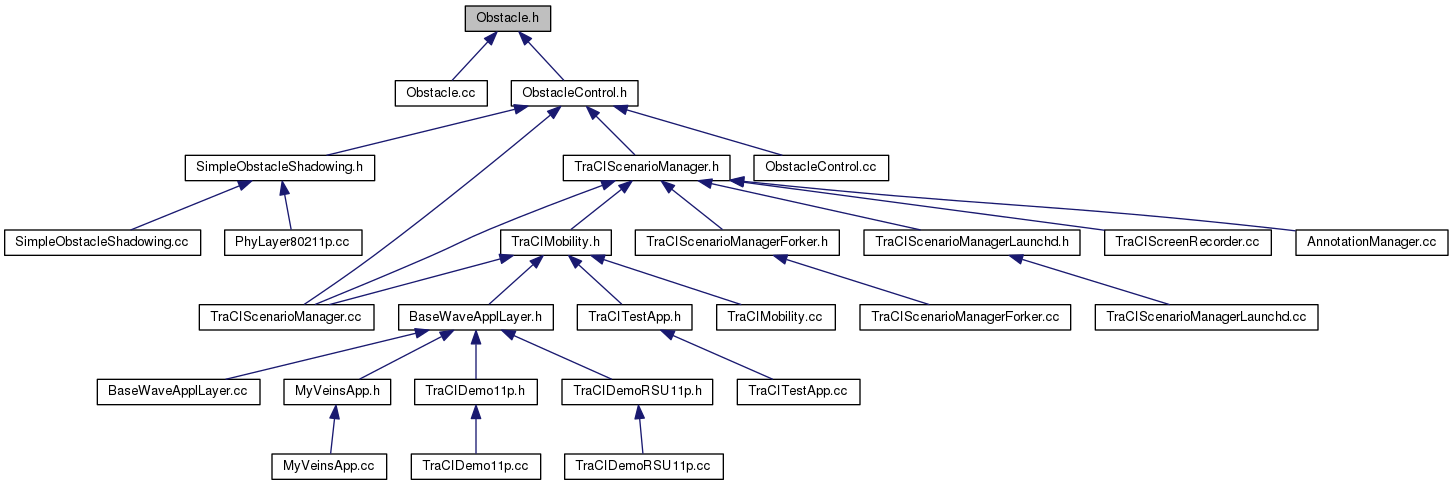 Obstacle.h
Obstacle.cc
ObstacleControl.h
SimpleObstacleShadowing.h
TraCIScenarioManager.h
ObstacleControl.cc
SimpleObstacleShadowing.cc
PhyLayer80211p.cc
TraCIMobility.h
TraCIScenarioManagerForker.h
TraCIScenarioManagerLaunchd.h
TraCIScreenRecorder.cc
AnnotationManager.cc
TraCIScenarioManager.cc
BaseWaveApplLayer.h
TraCITestApp.h
TraCIMobility.cc
TraCIScenarioManagerForker.cc
TraCIScenarioManagerLaunchd.cc
BaseWaveApplLayer.cc
MyVeinsApp.h
TraCIDemo11p.h
TraCIDemoRSU11p.h
TraCITestApp.cc
MyVeinsApp.cc
TraCIDemo11p.cc
TraCIDemoRSU11p.cc